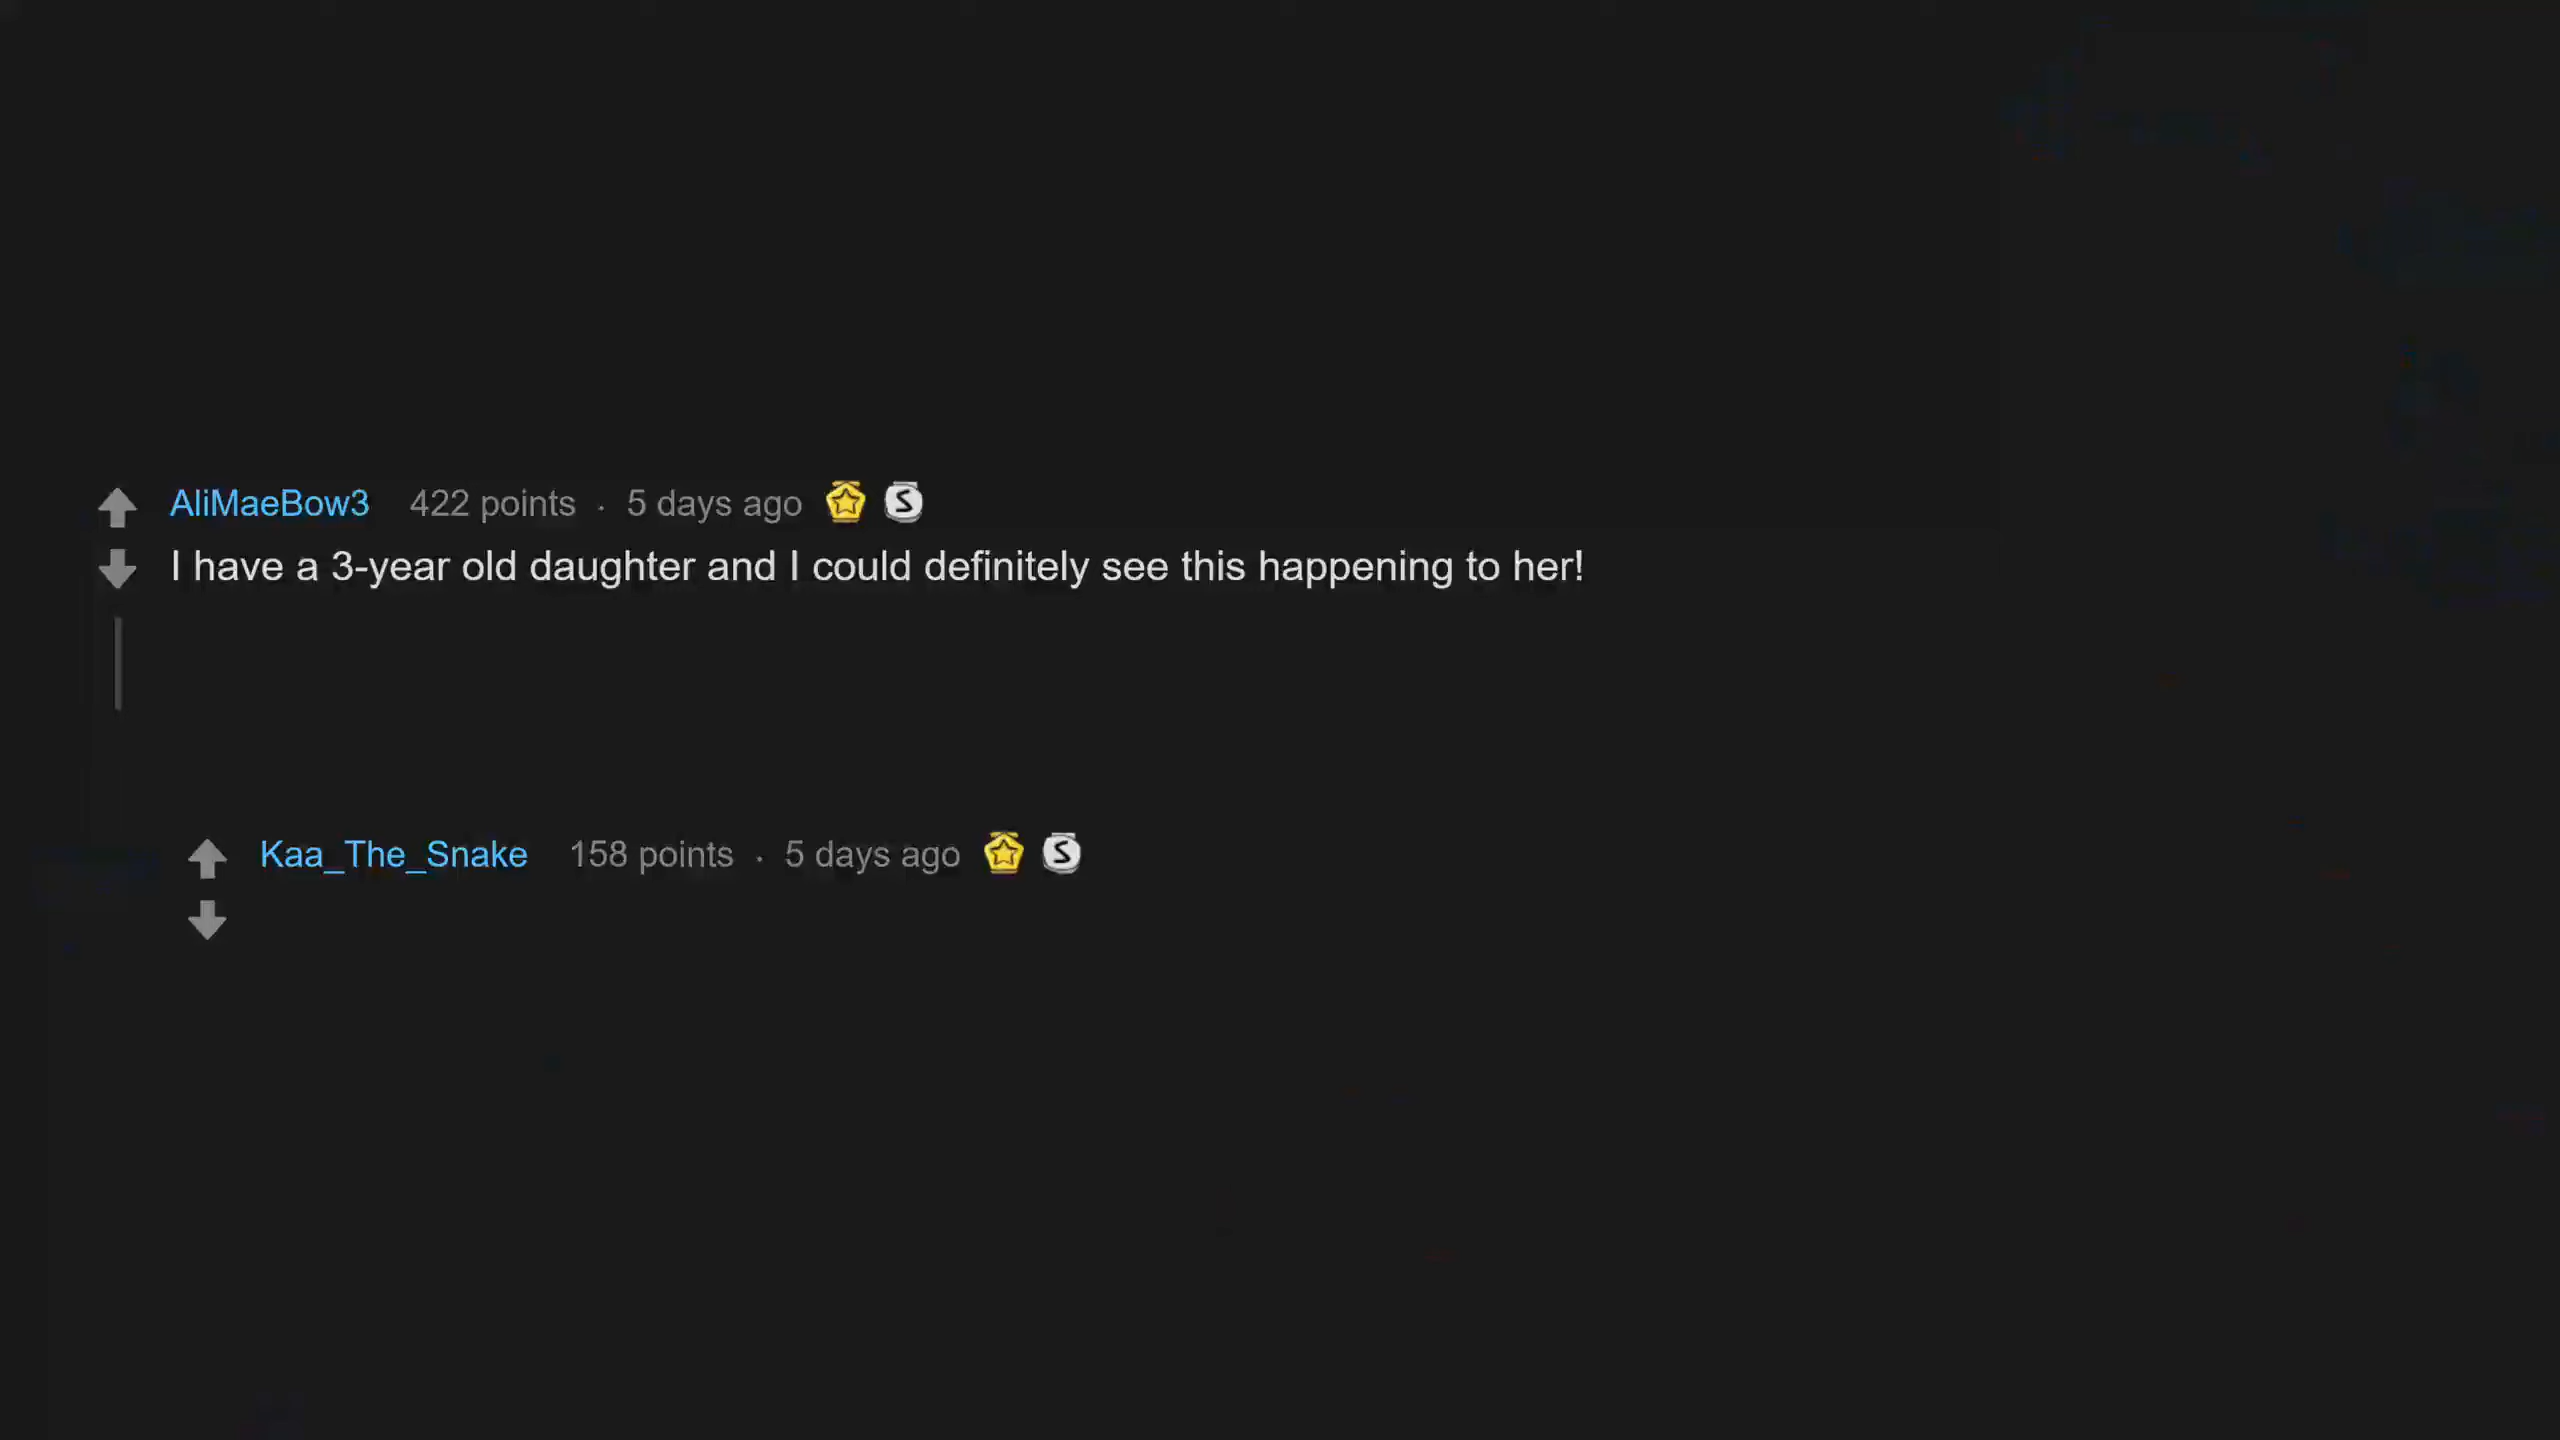 AliMaeBow3 422 points · 5 days ago
I have a 3-year old daughter and I could definitely see this happening to her!
Kaa_The_Snake 158 points · 5 days ago